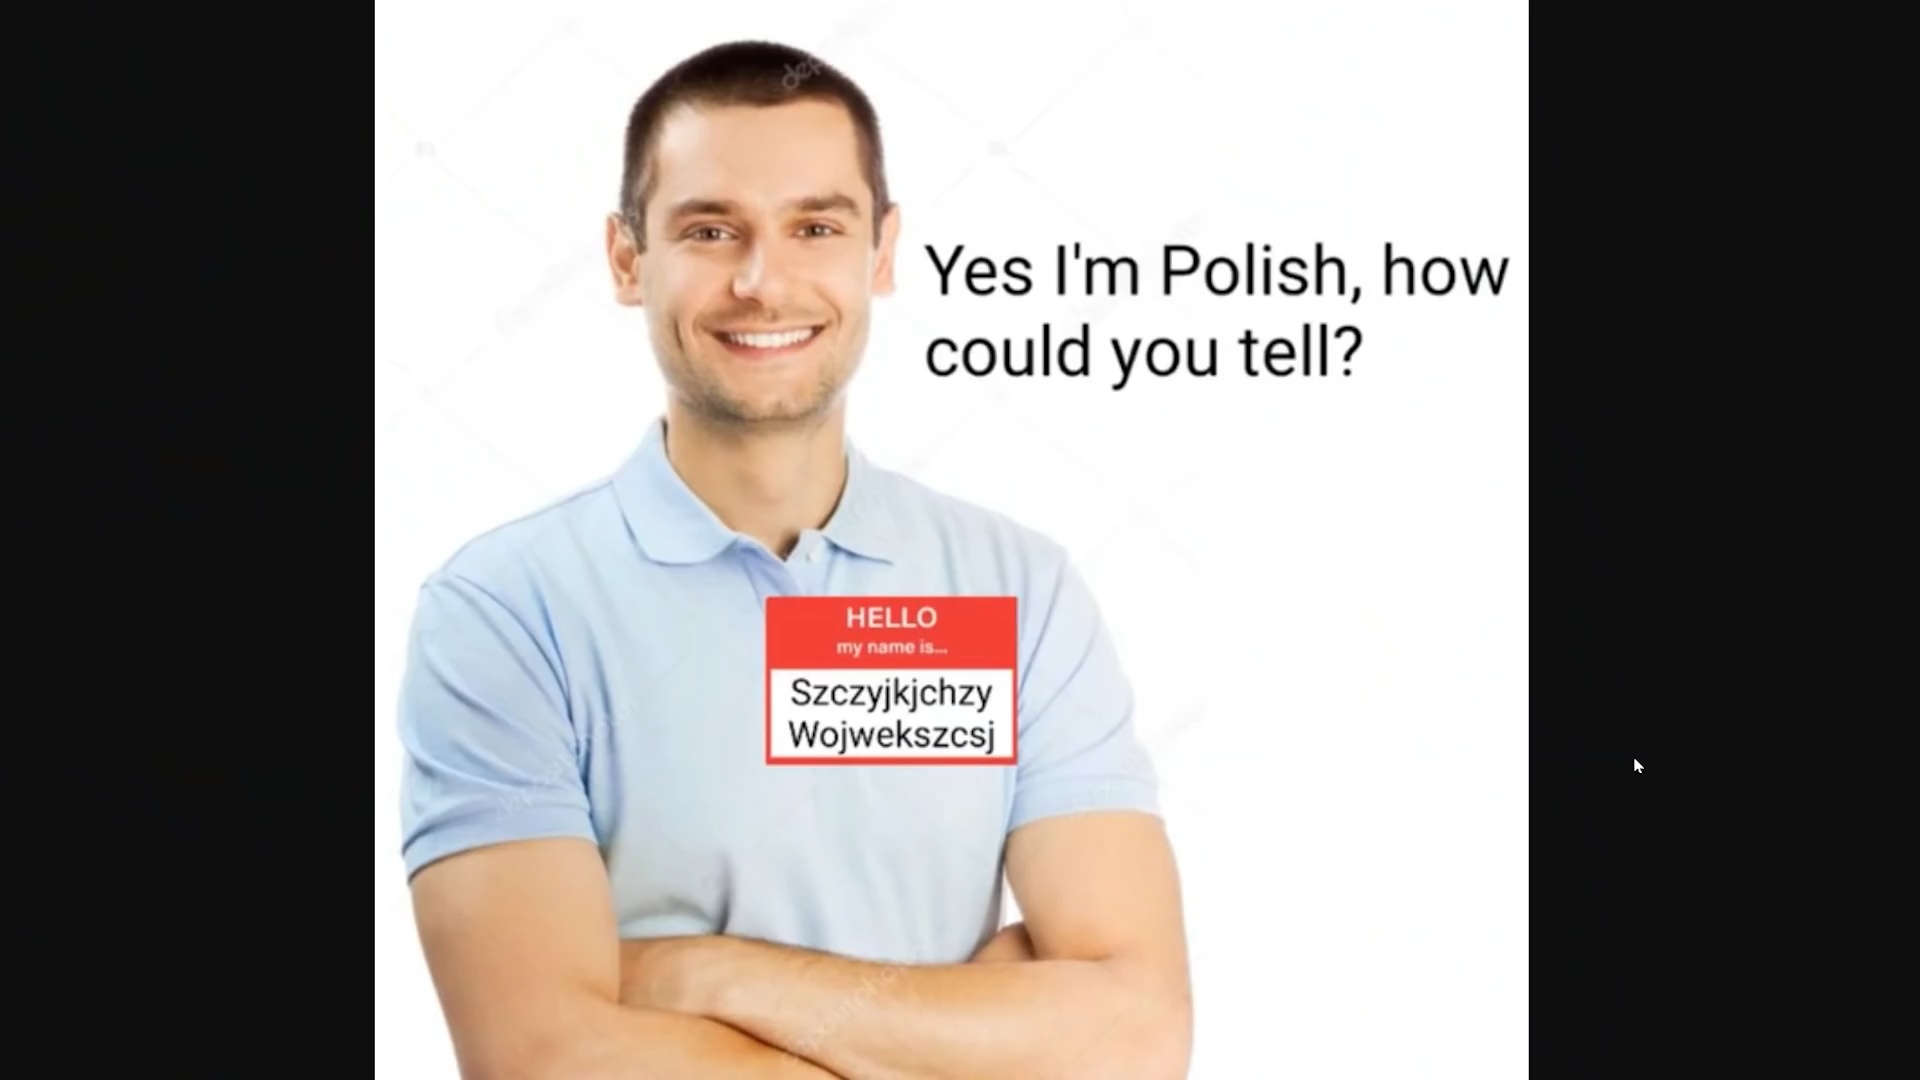 Yes I'm Polish, how
could you tell?
HELLO
my name is...
Szczyjkjchzy
Wojwekszcsj